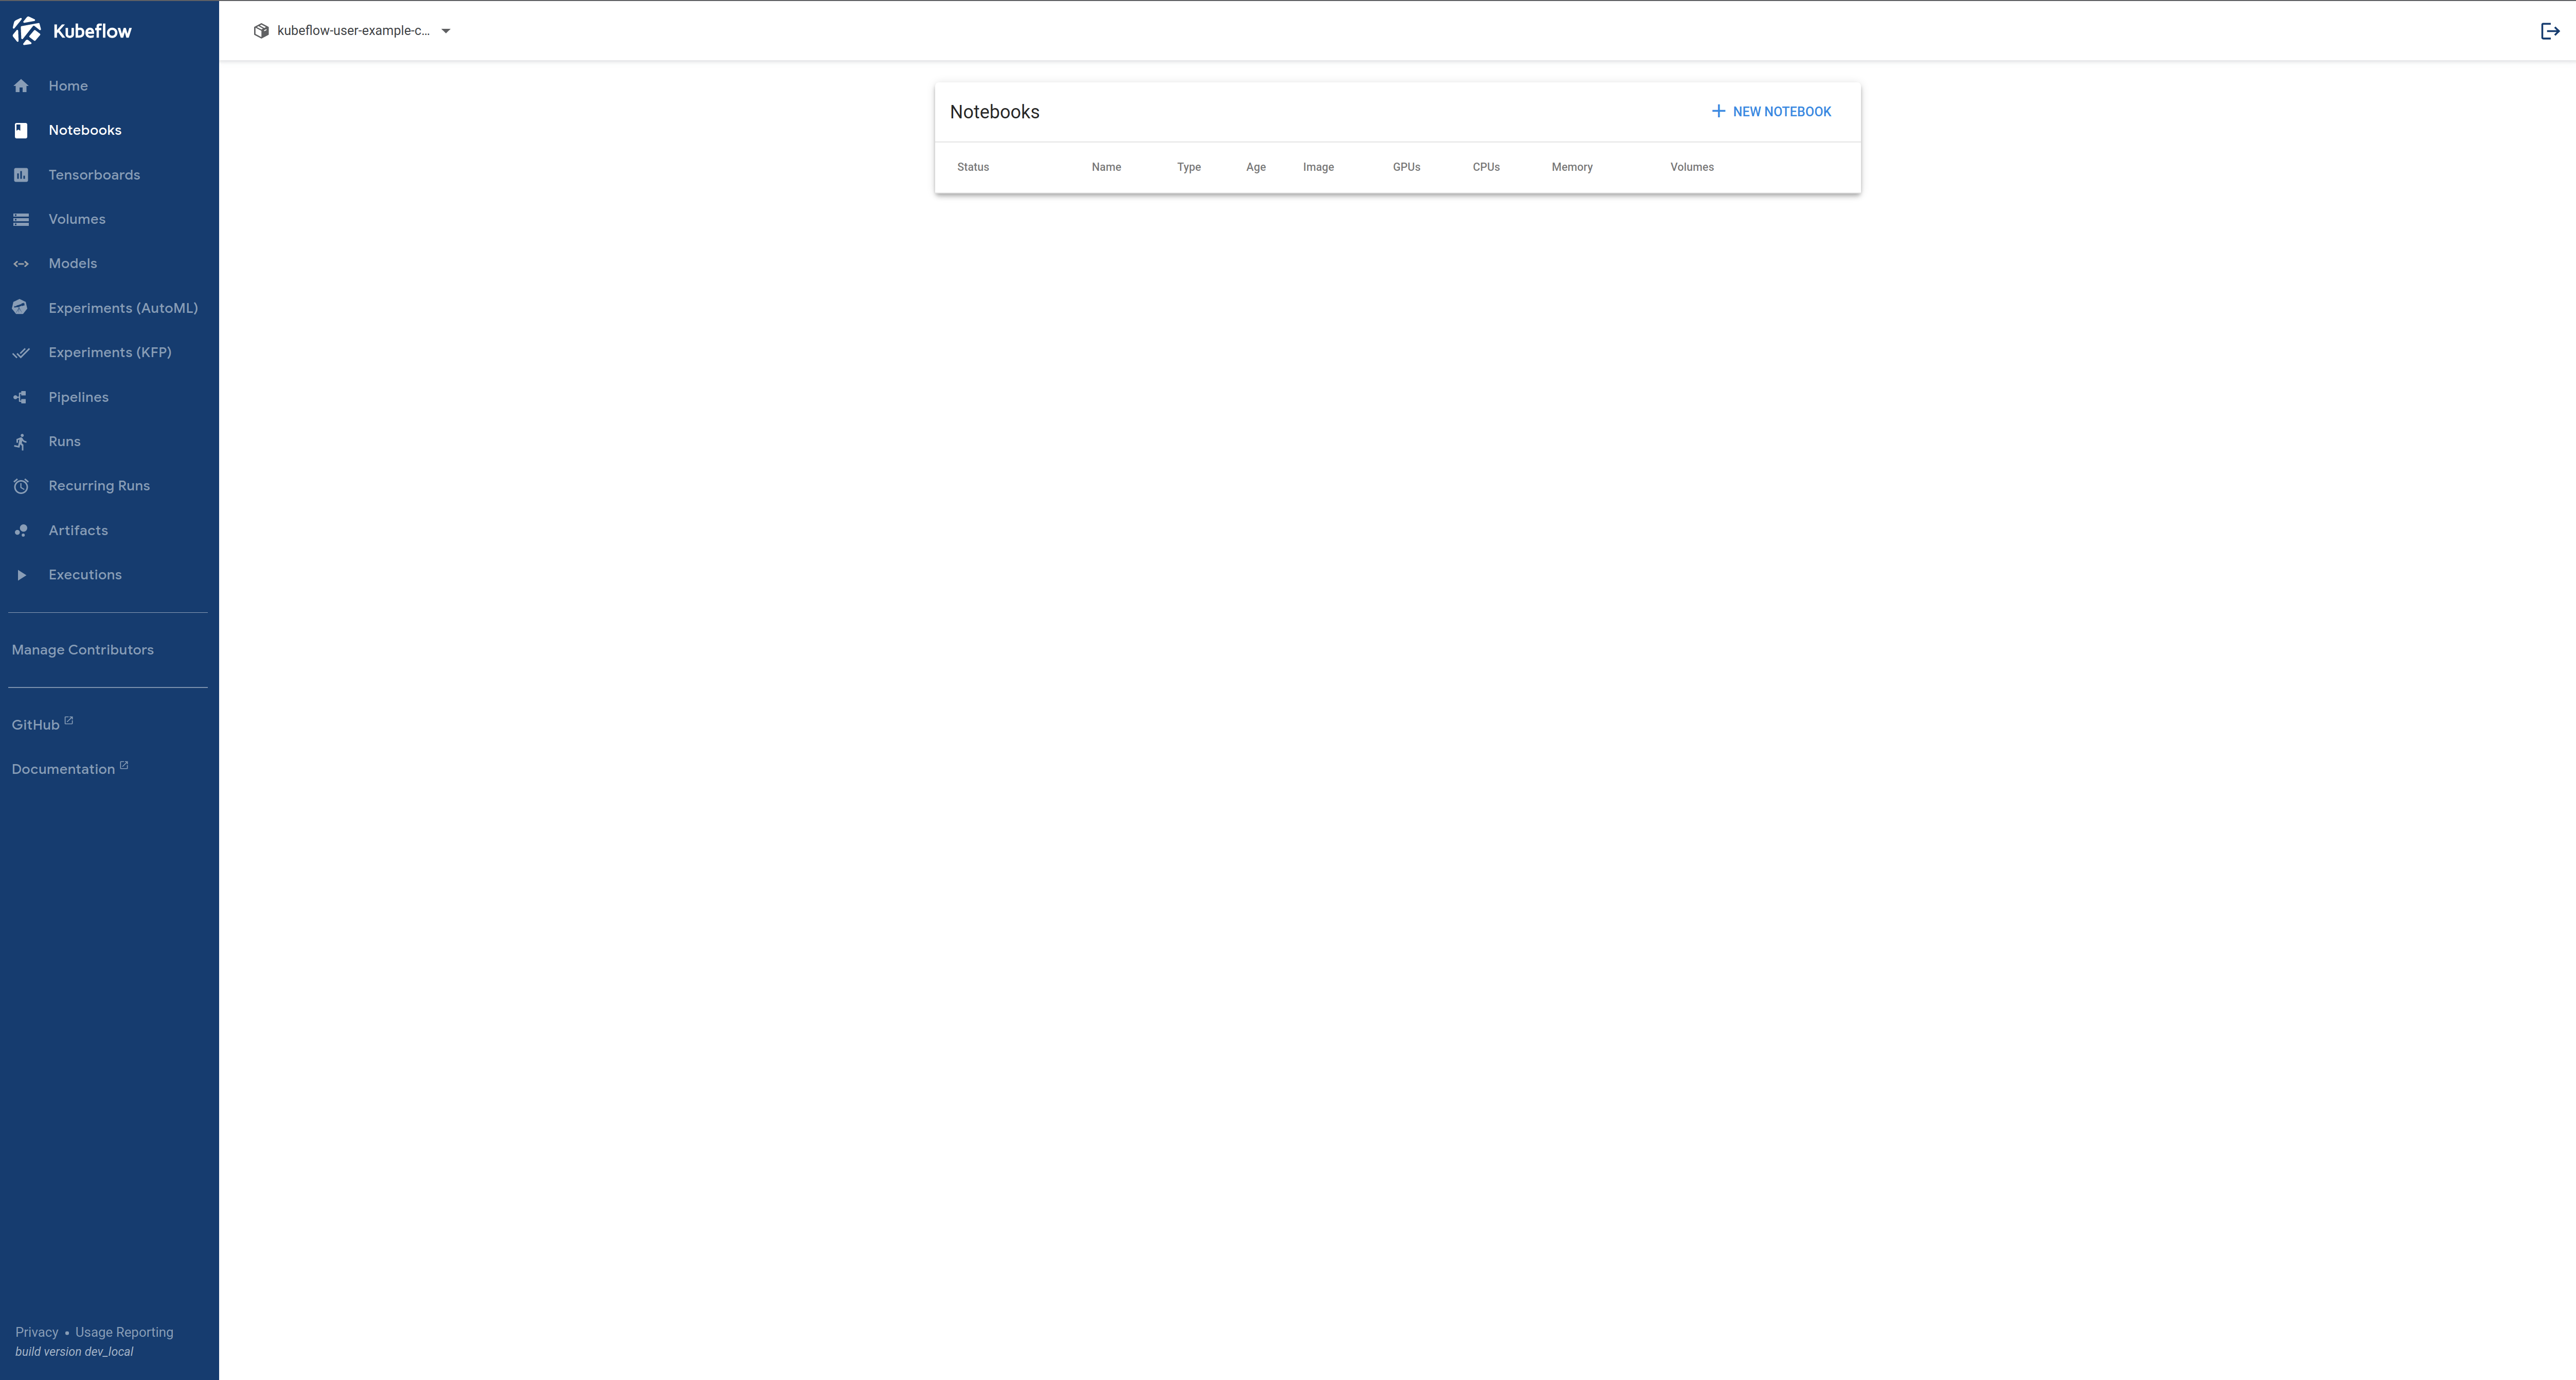 Kubeflow
kubeflow-user-example-c...
Home
Notebooks
Tensorboards
Volumes
Models
Experiments (AutoML)
Experiments (KFP)
Pipelines
Runs
Recurring Runs
Artifacts
Executions
Manage Contributors
GitHub
Documentation
Privacy • Usage Reporting
build version dev_local
Notebooks
NEW NOTEBOOK
Status Name Type Age Image GPUs CPUs Memory Volumes